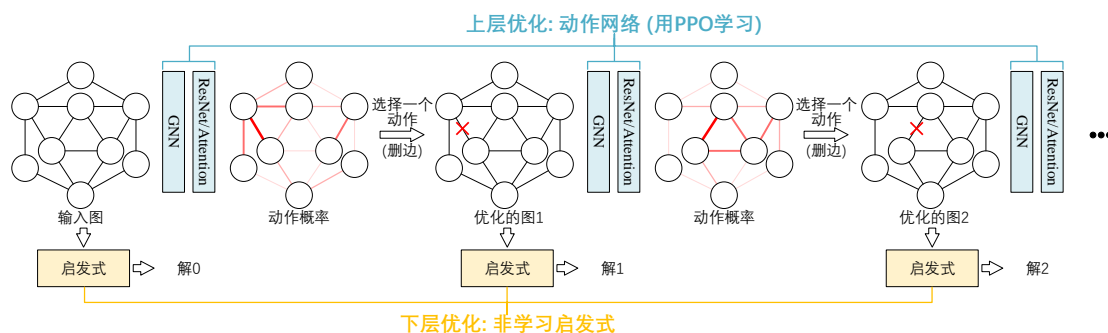 上层优化: 动作网络 (用PPO学习)
GNN
ResNet/Attention
选择一个
动作
(删边)
GNN
ResNet/Attention
选择一个
动作
(删边)
GNN
ResNet/Attention
•••
输入图
动作概率
优化的图1
动作概率
优化的图2
启发式
解0
启发式
解1
启发式
解2
下层优化: 非学习启发式